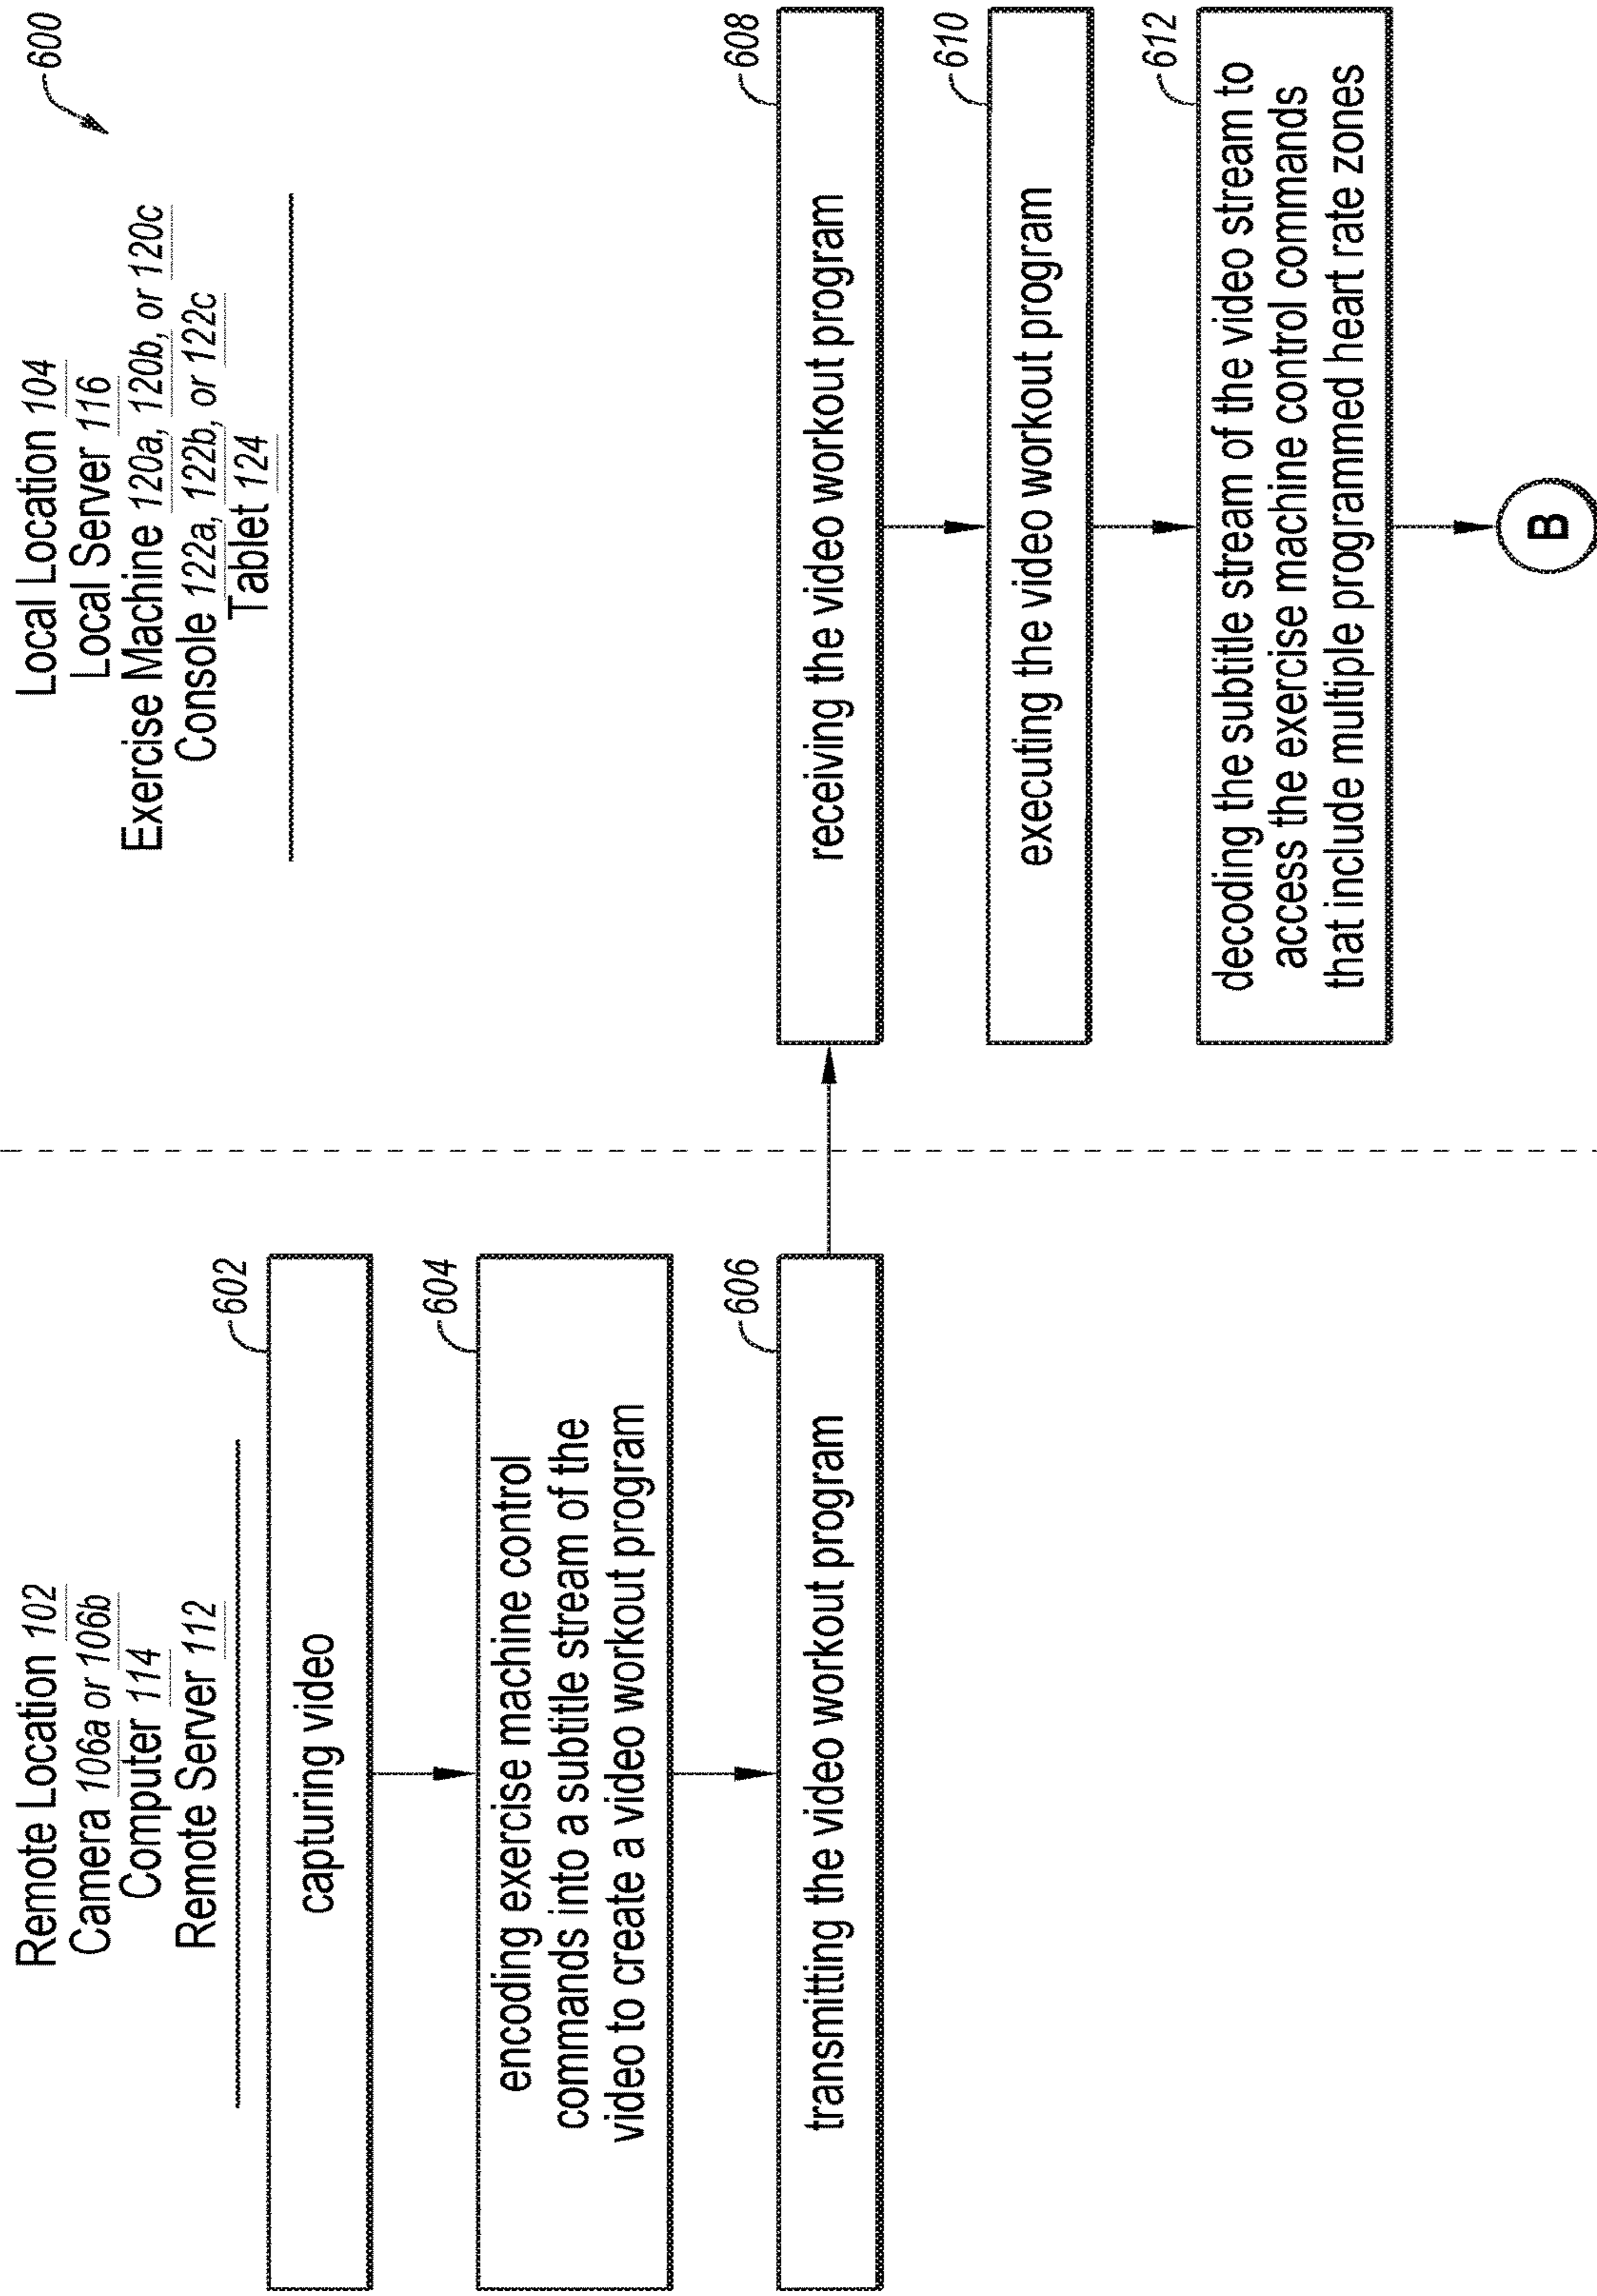 600
Remote Location 102
Camera 106a or 106b
Computer 114
Remote Server 112
602
capturing video
604
encoding exercise machine control
commands into a subtitle stream of the
video to create a video workout program
606
transmitting the video workout program
Local Location 104
Local Server 116
Exercise Machine 120a, 120b, or 120c
Console 122a, 122b, or 122c
Tablet 124
608
receiving the video workout program
610
executing the video workout program
612
decoding the subtitle stream of the video stream to
access the exercise machine control commands
that include multiple programmed heart rate zones
B